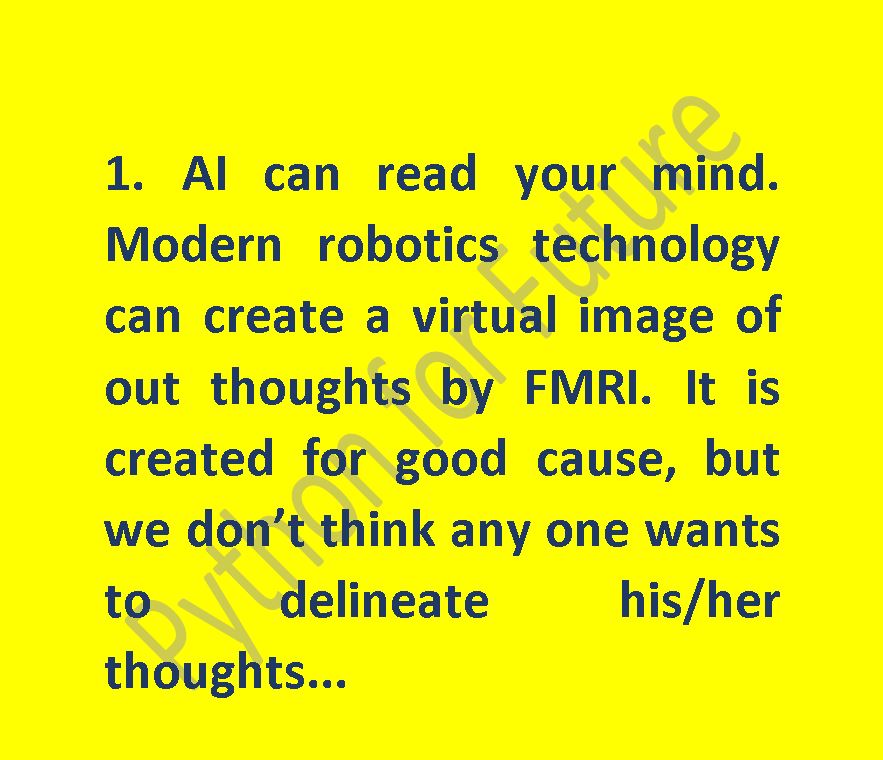 1. AI can read your mind.
Modern robotics technology
can create a virtual image of
out thoughts by FMRI. It is
created for good cause, but
we don’t think any one wants
to delineate his/her
thoughts...
Python for Future